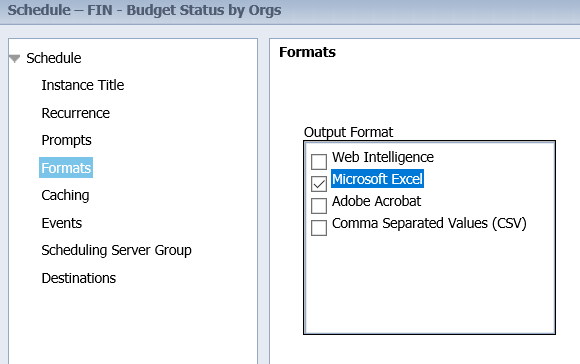 Schedule – FIN - Budget Status by Orgs
Schedule
Instance Title
Recurrence
Prompts
Formats
Caching
Events
Scheduling Server Group
Destinations
Formats
Output Format
Web Intelligence
Microsoft Excel
Adobe Acrobat
Comma Separated Values (CSV)